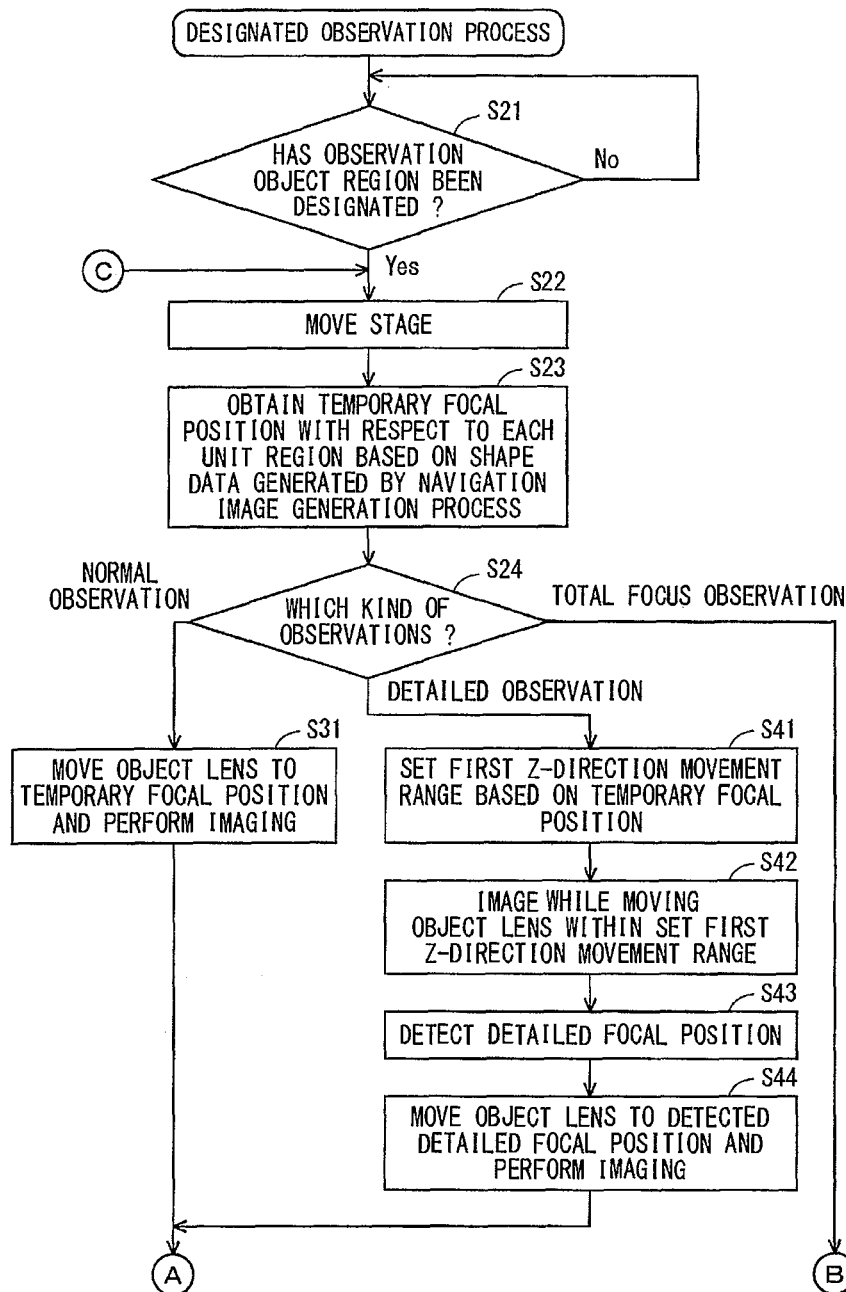 DESIGNATED OBSERVATION PROCESS
S21
HAS OBSERVATION
OBJECT REGION BEEN
DESIGNATED ?
No
C
Yes
S22
MOVE STAGE
S23
OBTAIN TEMPORARY FOCAL
POSITION WITH RESPECT TO EACH
UNIT REGION BASED ON SHAPE
DATA GENERATED BY NAVIGATION
IMAGE GENERATION PROCESS
S24
WHICH KIND OF
OBSERVATIONS ?
NORMAL
OBSERVATION
TOTAL FOCUS OBSERVATION
DETAILED OBSERVATION
S31
MOVE OBJECT LENS TO
TEMPORARY FOCAL POSITION
AND PERFORM IMAGING
S41
SET FIRST Z-DIRECTION MOVEMENT
RANGE BASED ON TEMPORARY FOCAL
POSITION
S42
IMAGE WHILE MOVING
OBJECT LENS WITHIN SET FIRST
Z-DIRECTION MOVEMENT RANGE
S43
DETECT DETAILED FOCAL POSITION
S44
MOVE OBJECT LENS TO DETECTED
DETAILED FOCAL POSITION AND
PERFORM IMAGING
A
B